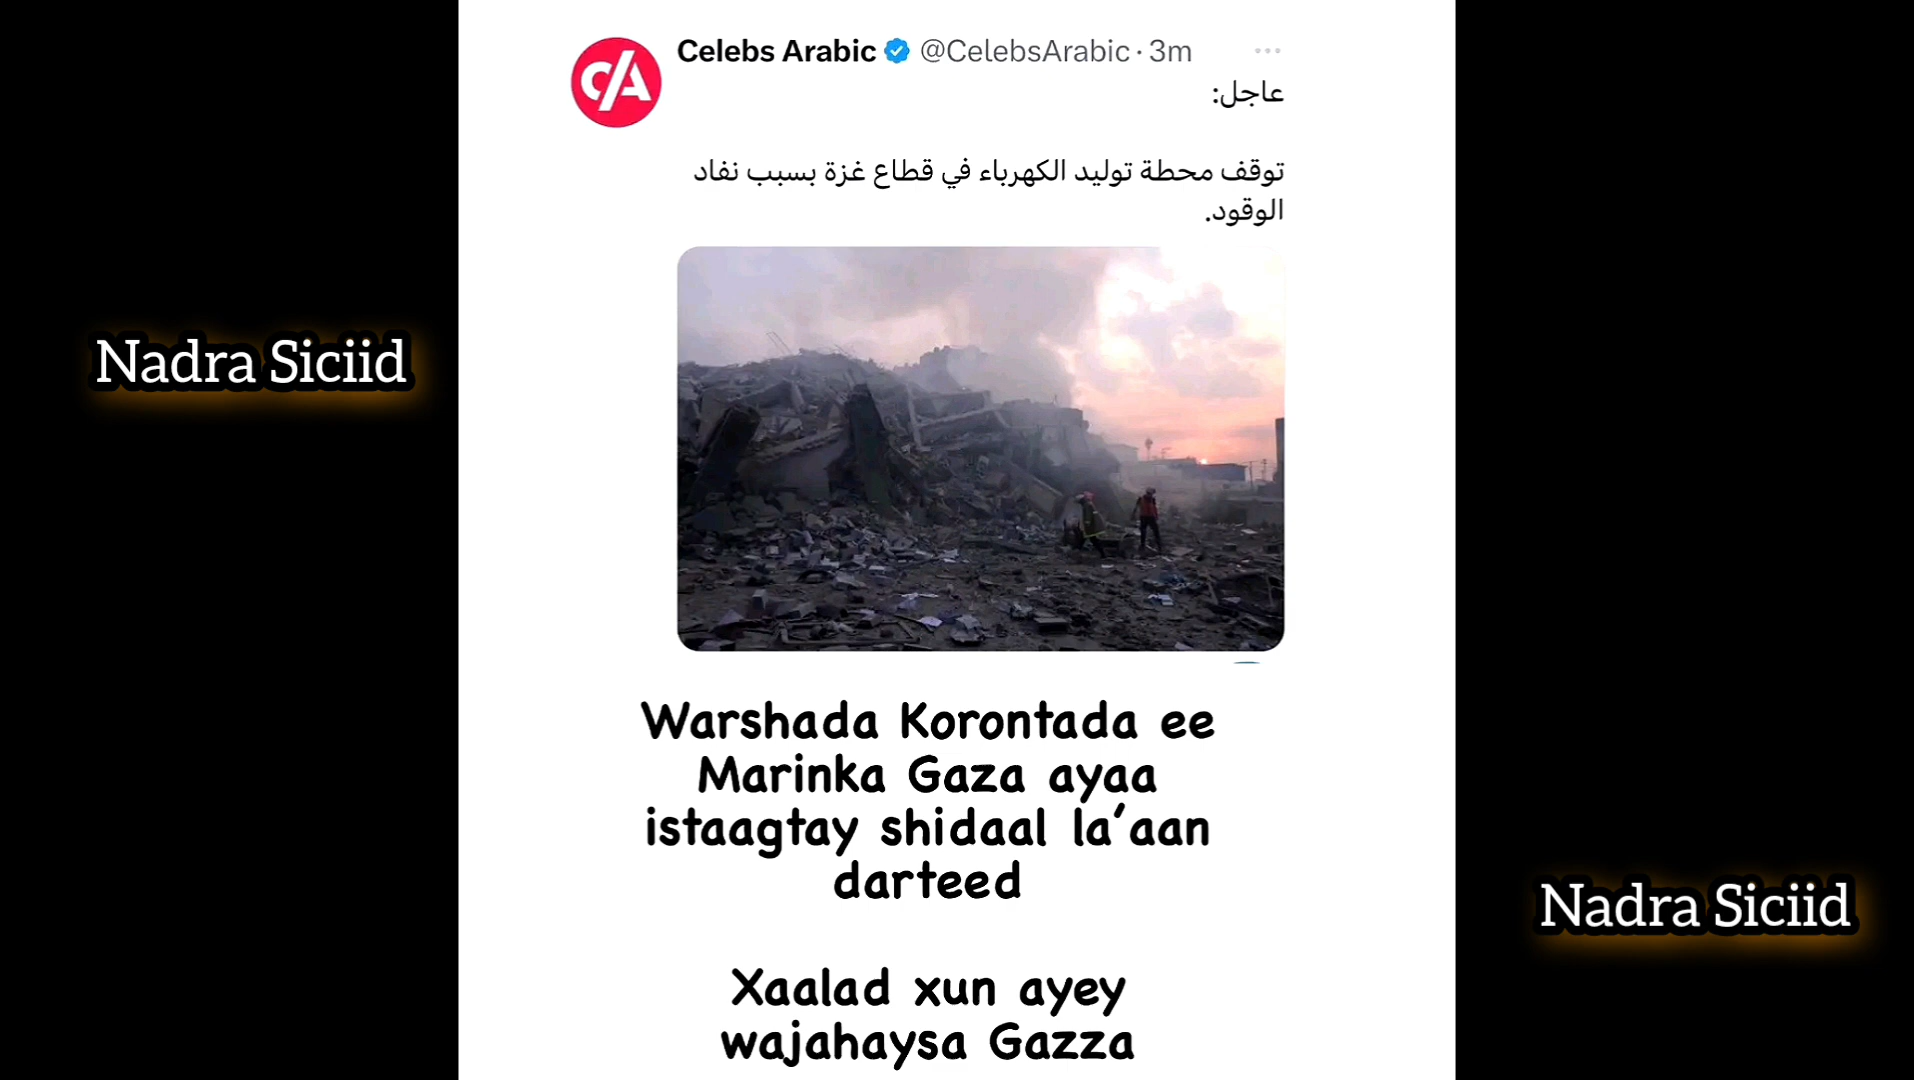 Celebs Arabic @CelebsArabic · 3m
عاجل:
توقف محطة توليد الكهرباء في قطاع غزة بسبب نفاد
الوقود.
Nadra Siciid
Warshada Korontada ee
Marinka Gaza ayaa
istaagtay shidaal la’aan
darteed
Nadra Siciid
Xaalad xun ayey
wajahaysa Gazza